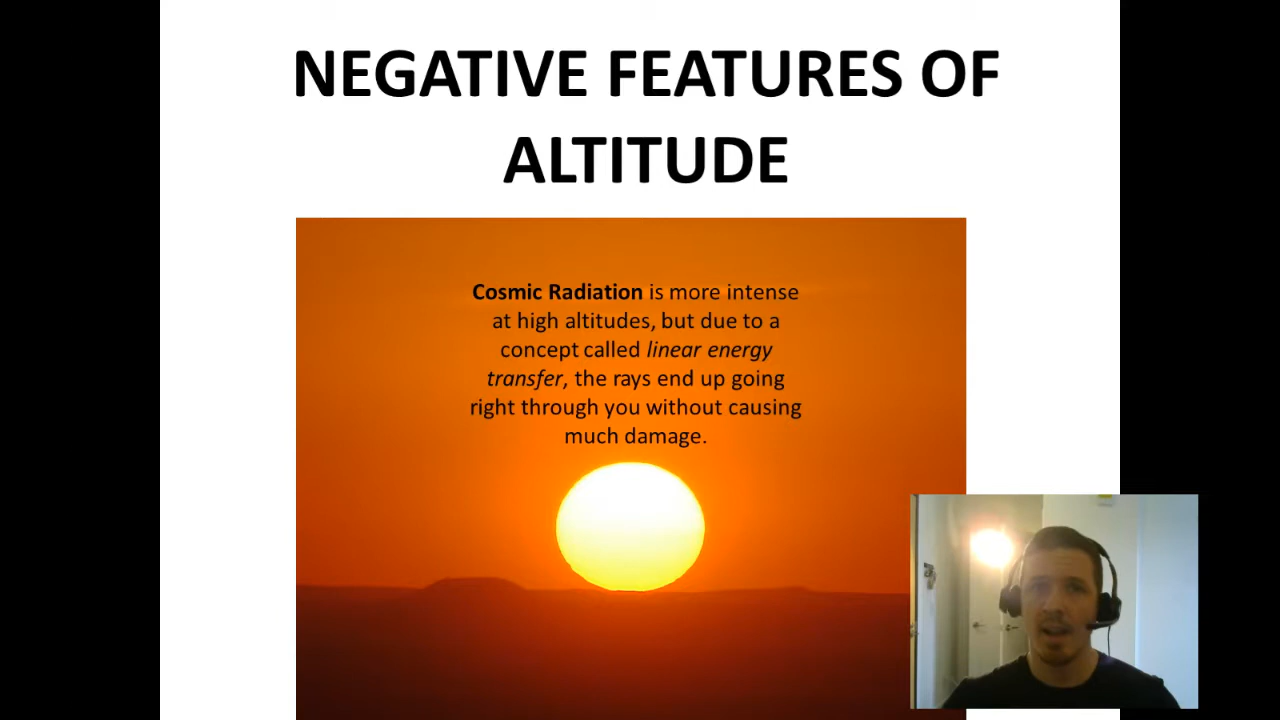 NEGATIVE FEATURES OF
ALTITUDE
Cosmic Radiation is more intense
at high altitudes, but due to a
concept called linear energy
transfer, the rays end up going
right through you without causing
much damage.